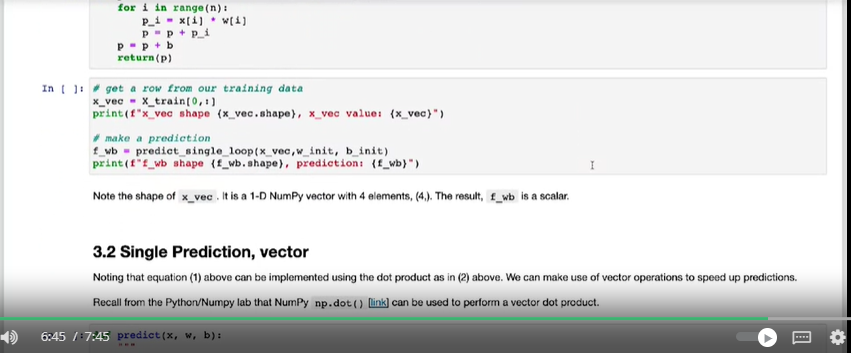 for i in range(n):
p_i = x[i] * w[i]
p = p + p_i
p = p + b
return(p)
In [ ]: # get a row from our training data
x_vec = X_train[0,:]
print(f"x_vec shape {x_vec.shape}, x_vec value: {x_vec}")
# make a prediction
f_wb = predict_single_loop(x_vec,w_init, b_init)
print(f"f_wb shape {f_wb.shape}, prediction: {f_wb}")
Note the shape of x_vec . It is a 1-D NumPy vector with 4 elements, (4,). The result, f_wb is a scalar.
3.2 Single Prediction, vector
Noting that equation (1) above can be implemented using the dot product as in (2) above. We can make use of vector operations to speed up predictions.
Recall from the Python/Numpy lab that NumPy np.dot() [link] can be used to perform a vector dot product.
6:45 / 7:45 predict(x, w, b):
"""